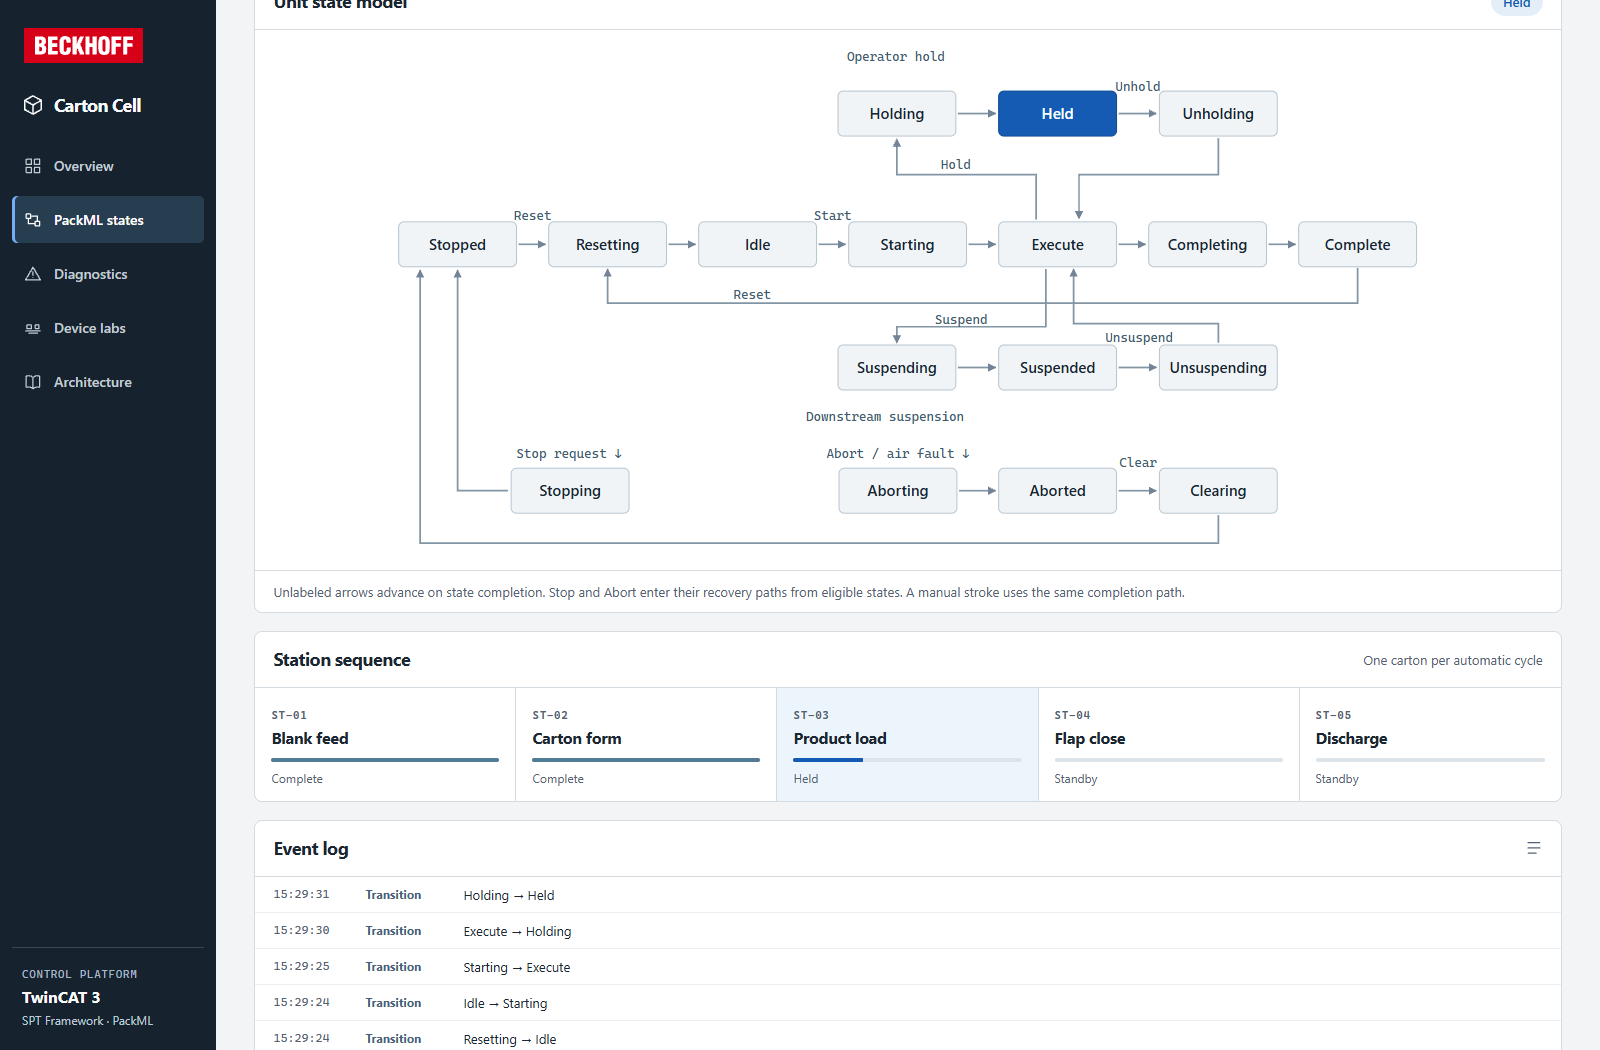 BECKHOFF
Carton Cell
Overview
PackML states
Diagnostics
Device labs
Architecture
CONTROL PLATFORM
TwinCAT 3
SPT Framework · PackML
Unit state model
Held
Operator hold
Unhold
Holding
Held
Unholding
Hold
Reset
Start
Stopped
Resetting
Idle
Starting
Execute
Completing
Complete
Reset
Suspend
Unsuspend
Suspending
Suspended
Unsuspending
Downstream suspension
Stop request ↓
Abort / air fault ↓
Clear
Stopping
Aborting
Aborted
Clearing
Unlabeled arrows advance on state completion. Stop and Abort enter their recovery paths from eligible states. A manual stroke uses the same completion path.
Station sequence
One carton per automatic cycle
ST-01
Blank feed
Complete
ST-02
Carton form
Complete
ST-03
Product load
Held
ST-04
Flap close
Standby
ST-05
Discharge
Standby
Event log
15:29:31 Transition Holding → Held
15:29:30 Transition Execute → Holding
15:29:25 Transition Starting → Execute
15:29:24 Transition Idle → Starting
15:29:24 Transition Resetting → Idle